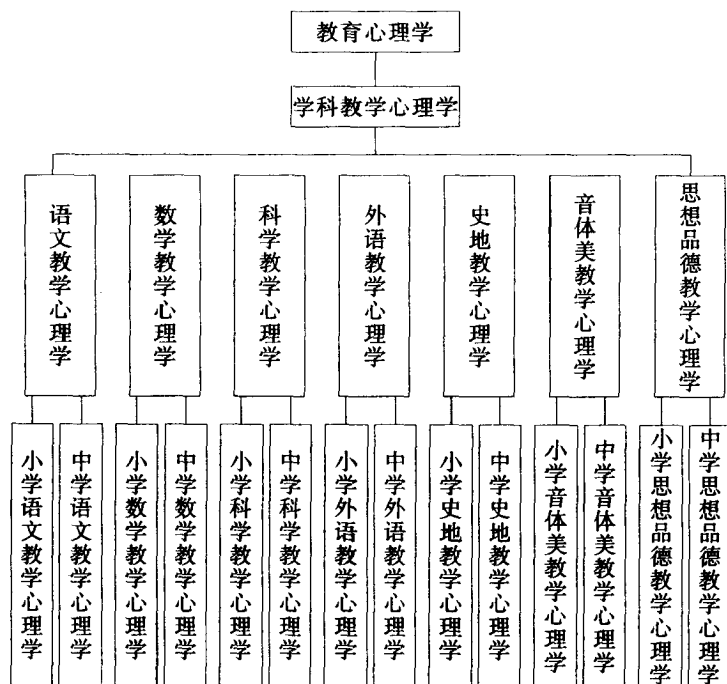 教育心理学
学科教学心理学
语文教学心理学
数学教学心理学
科学教学心理学
外语教学心理学
史地教学心理学
音体美教学心理学
思想品德教学心理学
小学语文教学心理学
中学语文教学心理学
小学数学教学心理学
中学数学教学心理学
小学科学教学心理学
中学科学教学心理学
小学外语教学心理学
中学外语教学心理学
小学史地教学心理学
中学史地教学心理学
小学音体美教学心理学
中学音体美教学心理学
小学思想品德教学心理学
中学思想品德教学心理学